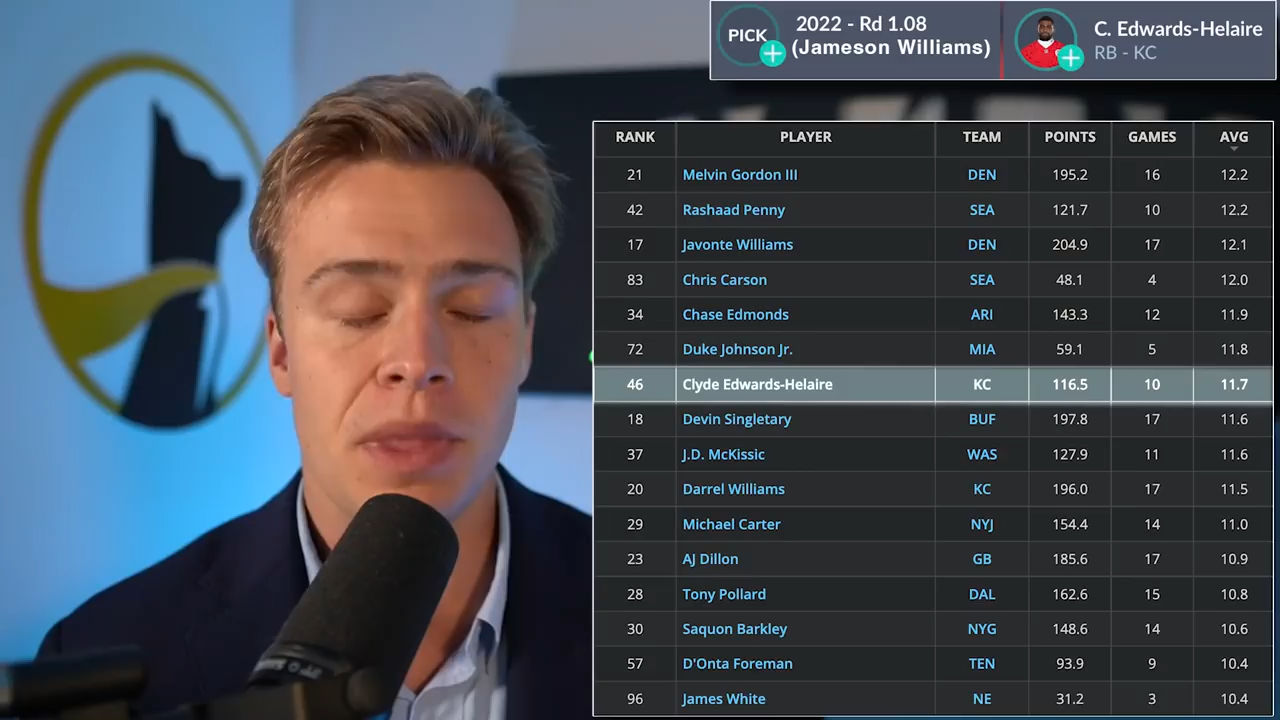 PICK
2022 - Rd 1.08
(Jameson Williams)
C. Edwards-Helaire
RB - KC
RANK PLAYER TEAM POINTS GAMES AVG
21 Melvin Gordon III DEN 195.2 16 12.2
42 Rashaad Penny SEA 121.7 10 12.2
17 Javonte Williams DEN 204.9 17 12.1
83 Chris Carson SEA 48.1 4 12.0
34 Chase Edmonds ARI 143.3 12 11.9
72 Duke Johnson Jr. MIA 59.1 5 11.8
46 Clyde Edwards-Helaire KC 116.5 10 11.7
18 Devin Singletary BUF 197.8 17 11.6
37 J.D. McKissic WAS 127.9 11 11.6
20 Darrel Williams KC 196.0 17 11.5
29 Michael Carter NYJ 154.4 14 11.0
23 AJ Dillon GB 185.6 17 10.9
28 Tony Pollard DAL 162.6 15 10.8
30 Saquon Barkley NYG 148.6 14 10.6
57 D'Onta Foreman TEN 93.9 9 10.4
96 James White NE 31.2 3 10.4